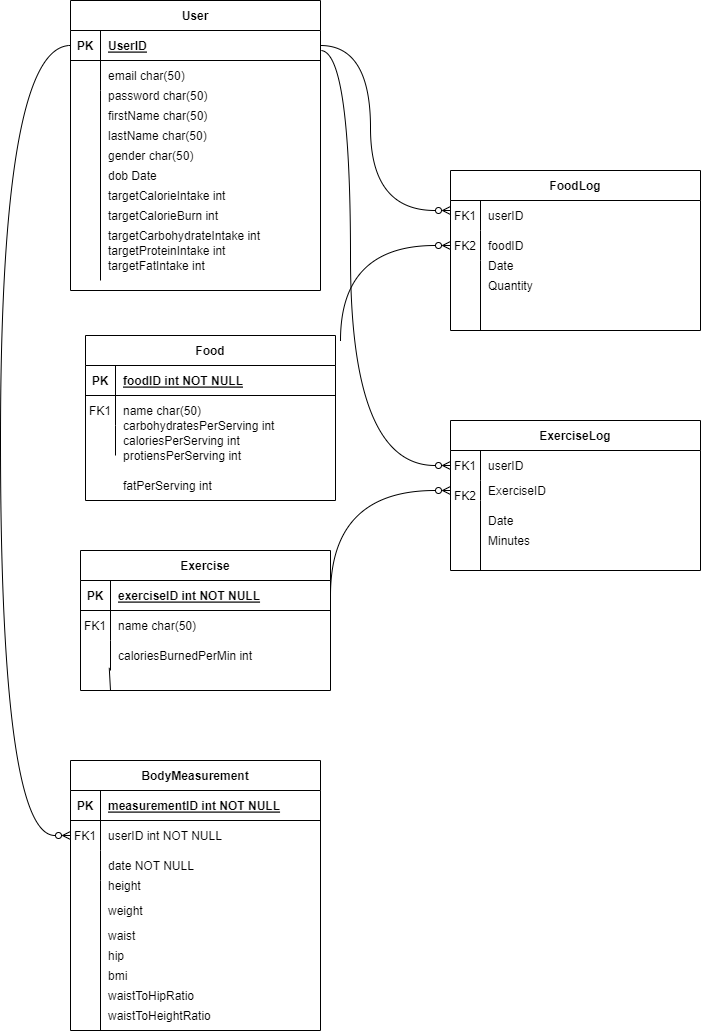 User
PK UserID
email char(50)
password char(50)
firstName char(50)
lastName char(50)
gender char(50)
dob Date
targetCalorieIntake int
targetCalorieBurn int
targetCarbohydrateIntake int
targetProteinIntake int
targetFatIntake int
FoodLog
FK1 userID
FK2 foodID
Date
Quantity
Food
PK foodID int NOT NULL
FK1 name char(50)
carbohydratesPerServing int
caloriesPerServing int
protiensPerServing int
fatPerServing int
ExerciseLog
FK1 userID
FK2 ExerciseID
Date
Minutes
Exercise
PK exerciseID int NOT NULL
FK1 name char(50)
caloriesBurnedPerMin int
BodyMeasurement
PK measurementID int NOT NULL
FK1 userID int NOT NULL
date NOT NULL
height
weight
waist
hip
bmi
waistToHipRatio
waistToHeightRatio